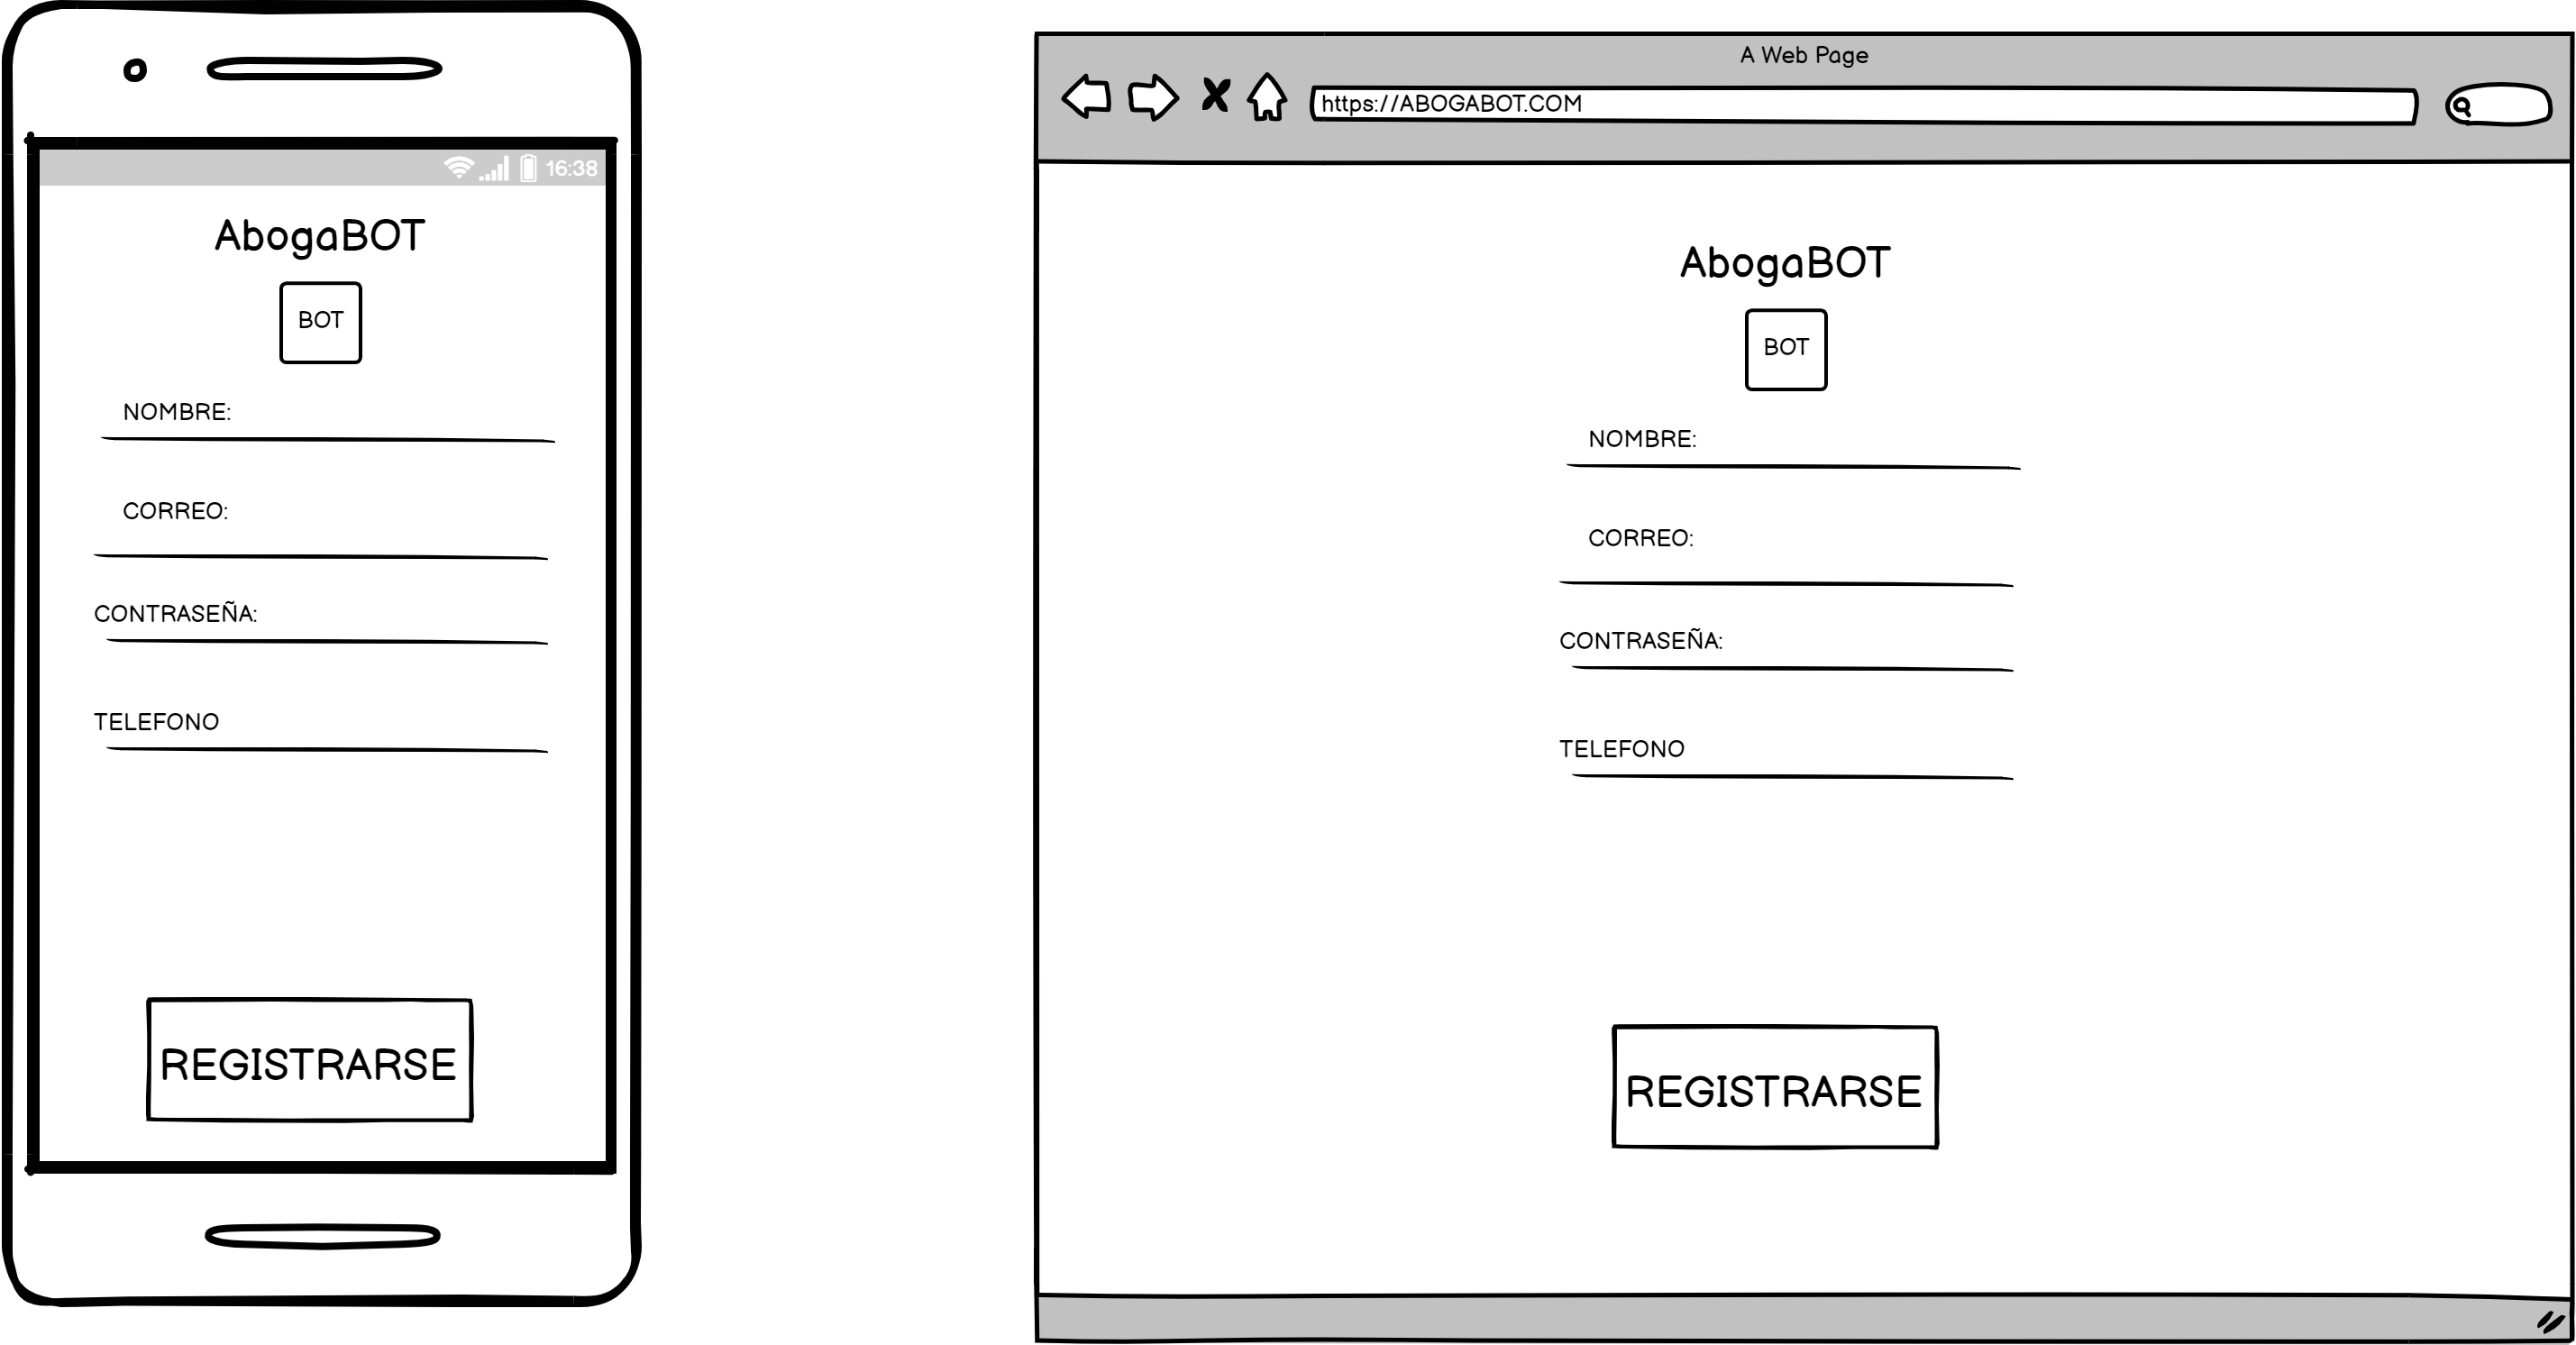 16:38
AbogaBOT
BOT
NOMBRE:
CORREO:
CONTRASEÑA:
TELEFONO
REGISTRARSE
A Web Page
https://ABOGABOT.COM
AbogaBOT
BOT
NOMBRE:
CORREO:
CONTRASEÑA:
TELEFONO
REGISTRARSE